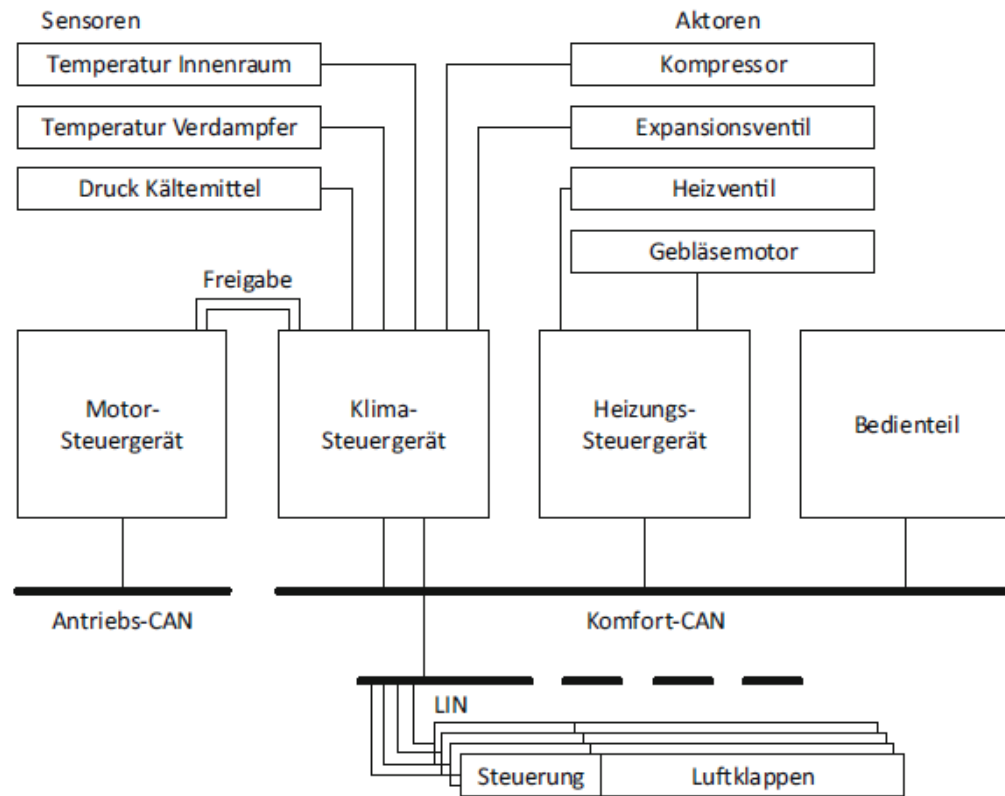 Sensoren
Aktoren
Temperatur Innenraum
Kompressor
Temperatur Verdampfer
Expansionsventil
Druck Kältemittel
Heizventil
Gebläsemotor
Freigabe
Motor-
Steuergerät
Klima-
Steuergerät
Heizungs-
Steuergerät
Bedienteil
Antriebs-CAN
Komfort-CAN
LIN
Steuerung
Luftklappen